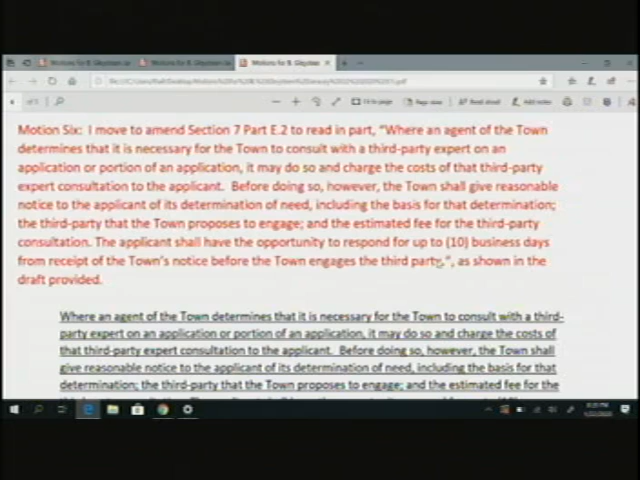 Motions for B. Gleysteen
Motion Six:  I move to amend Section 7 Part E.2 to read in part, "Where an agent of the Town
determines that it is necessary for the Town to consult with a third-party expert on an
application or portion of an application, it may do so and charge the costs of that third-party
expert consultation to the applicant.  Before doing so, however, the Town shall give reasonable
notice to the applicant of its determination of need, including the basis for that determination;
the third-party that the Town proposes to engage; and the estimated fee for the third-party
consultation. The applicant shall have the opportunity to respond for up to (10) business days
from receipt of the Town's notice before the Town engages the third party.", as shown in the
draft provided.
Where an agent of the Town determines that it is necessary for the Town to consult with a third-
party expert on an application or portion of an application, it may do so and charge the costs of
that third-party expert consultation to the applicant.  Before doing so, however, the Town shall
give reasonable notice to the applicant of its determination of need, including the basis for that
determination; the third-party that the Town proposes to engage; and the estimated fee for the